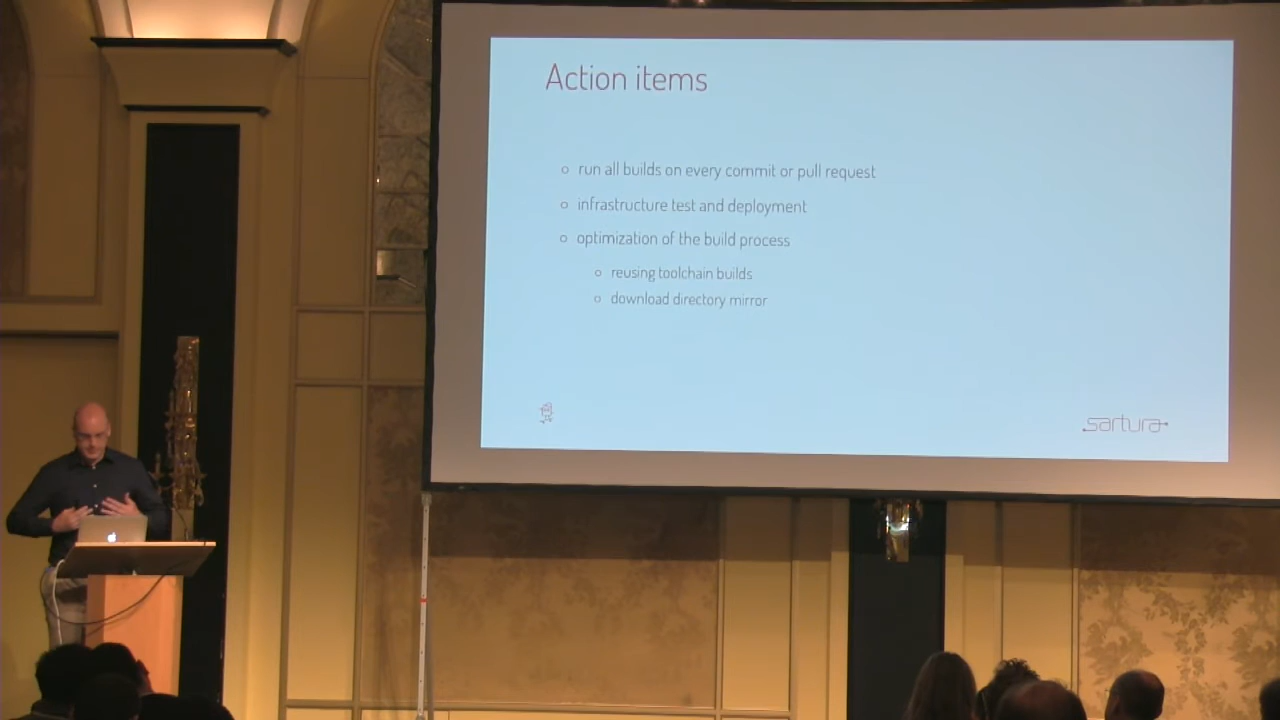 Action items
run all builds on every commit or pull request
infrastructure test and deployment
optimization of the build process
reusing toolchain builds
download directory mirror
sartura